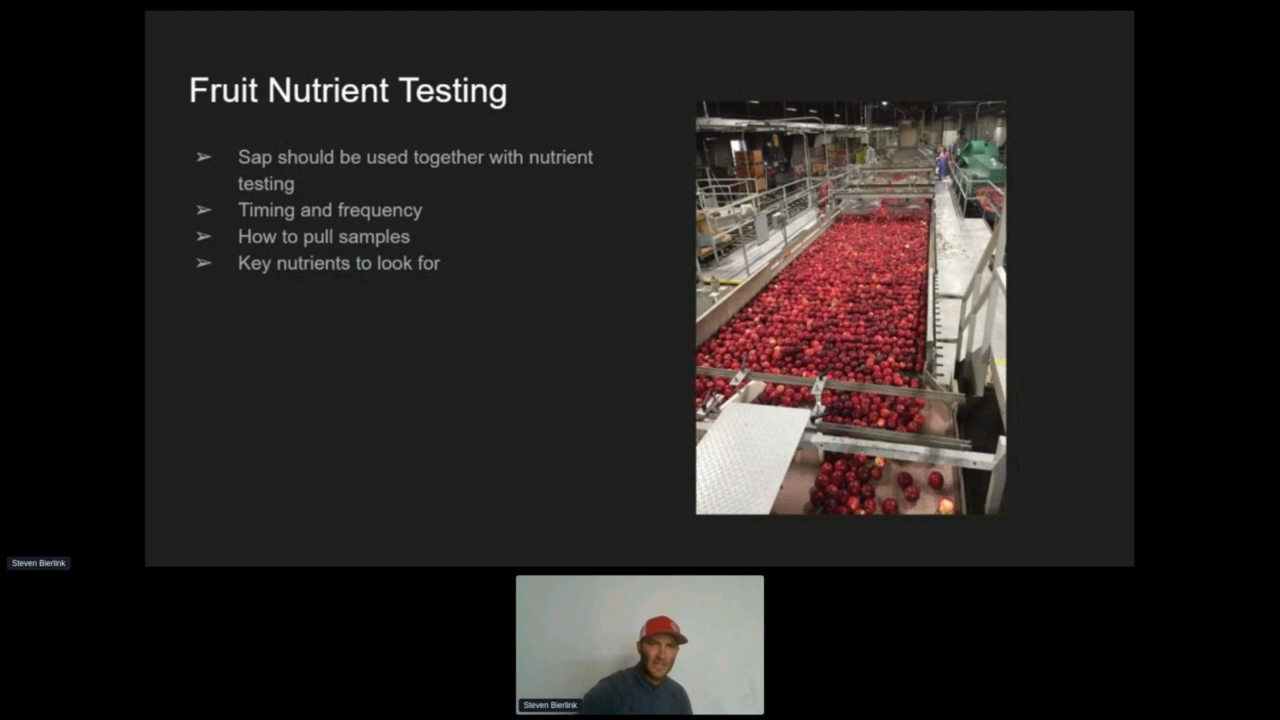 Fruit Nutrient Testing
➢ Sap should be used together with nutrient
testing
➢ Timing and frequency
➢ How to pull samples
➢ Key nutrients to look for
Steven Bierlink
Steven Bierlink